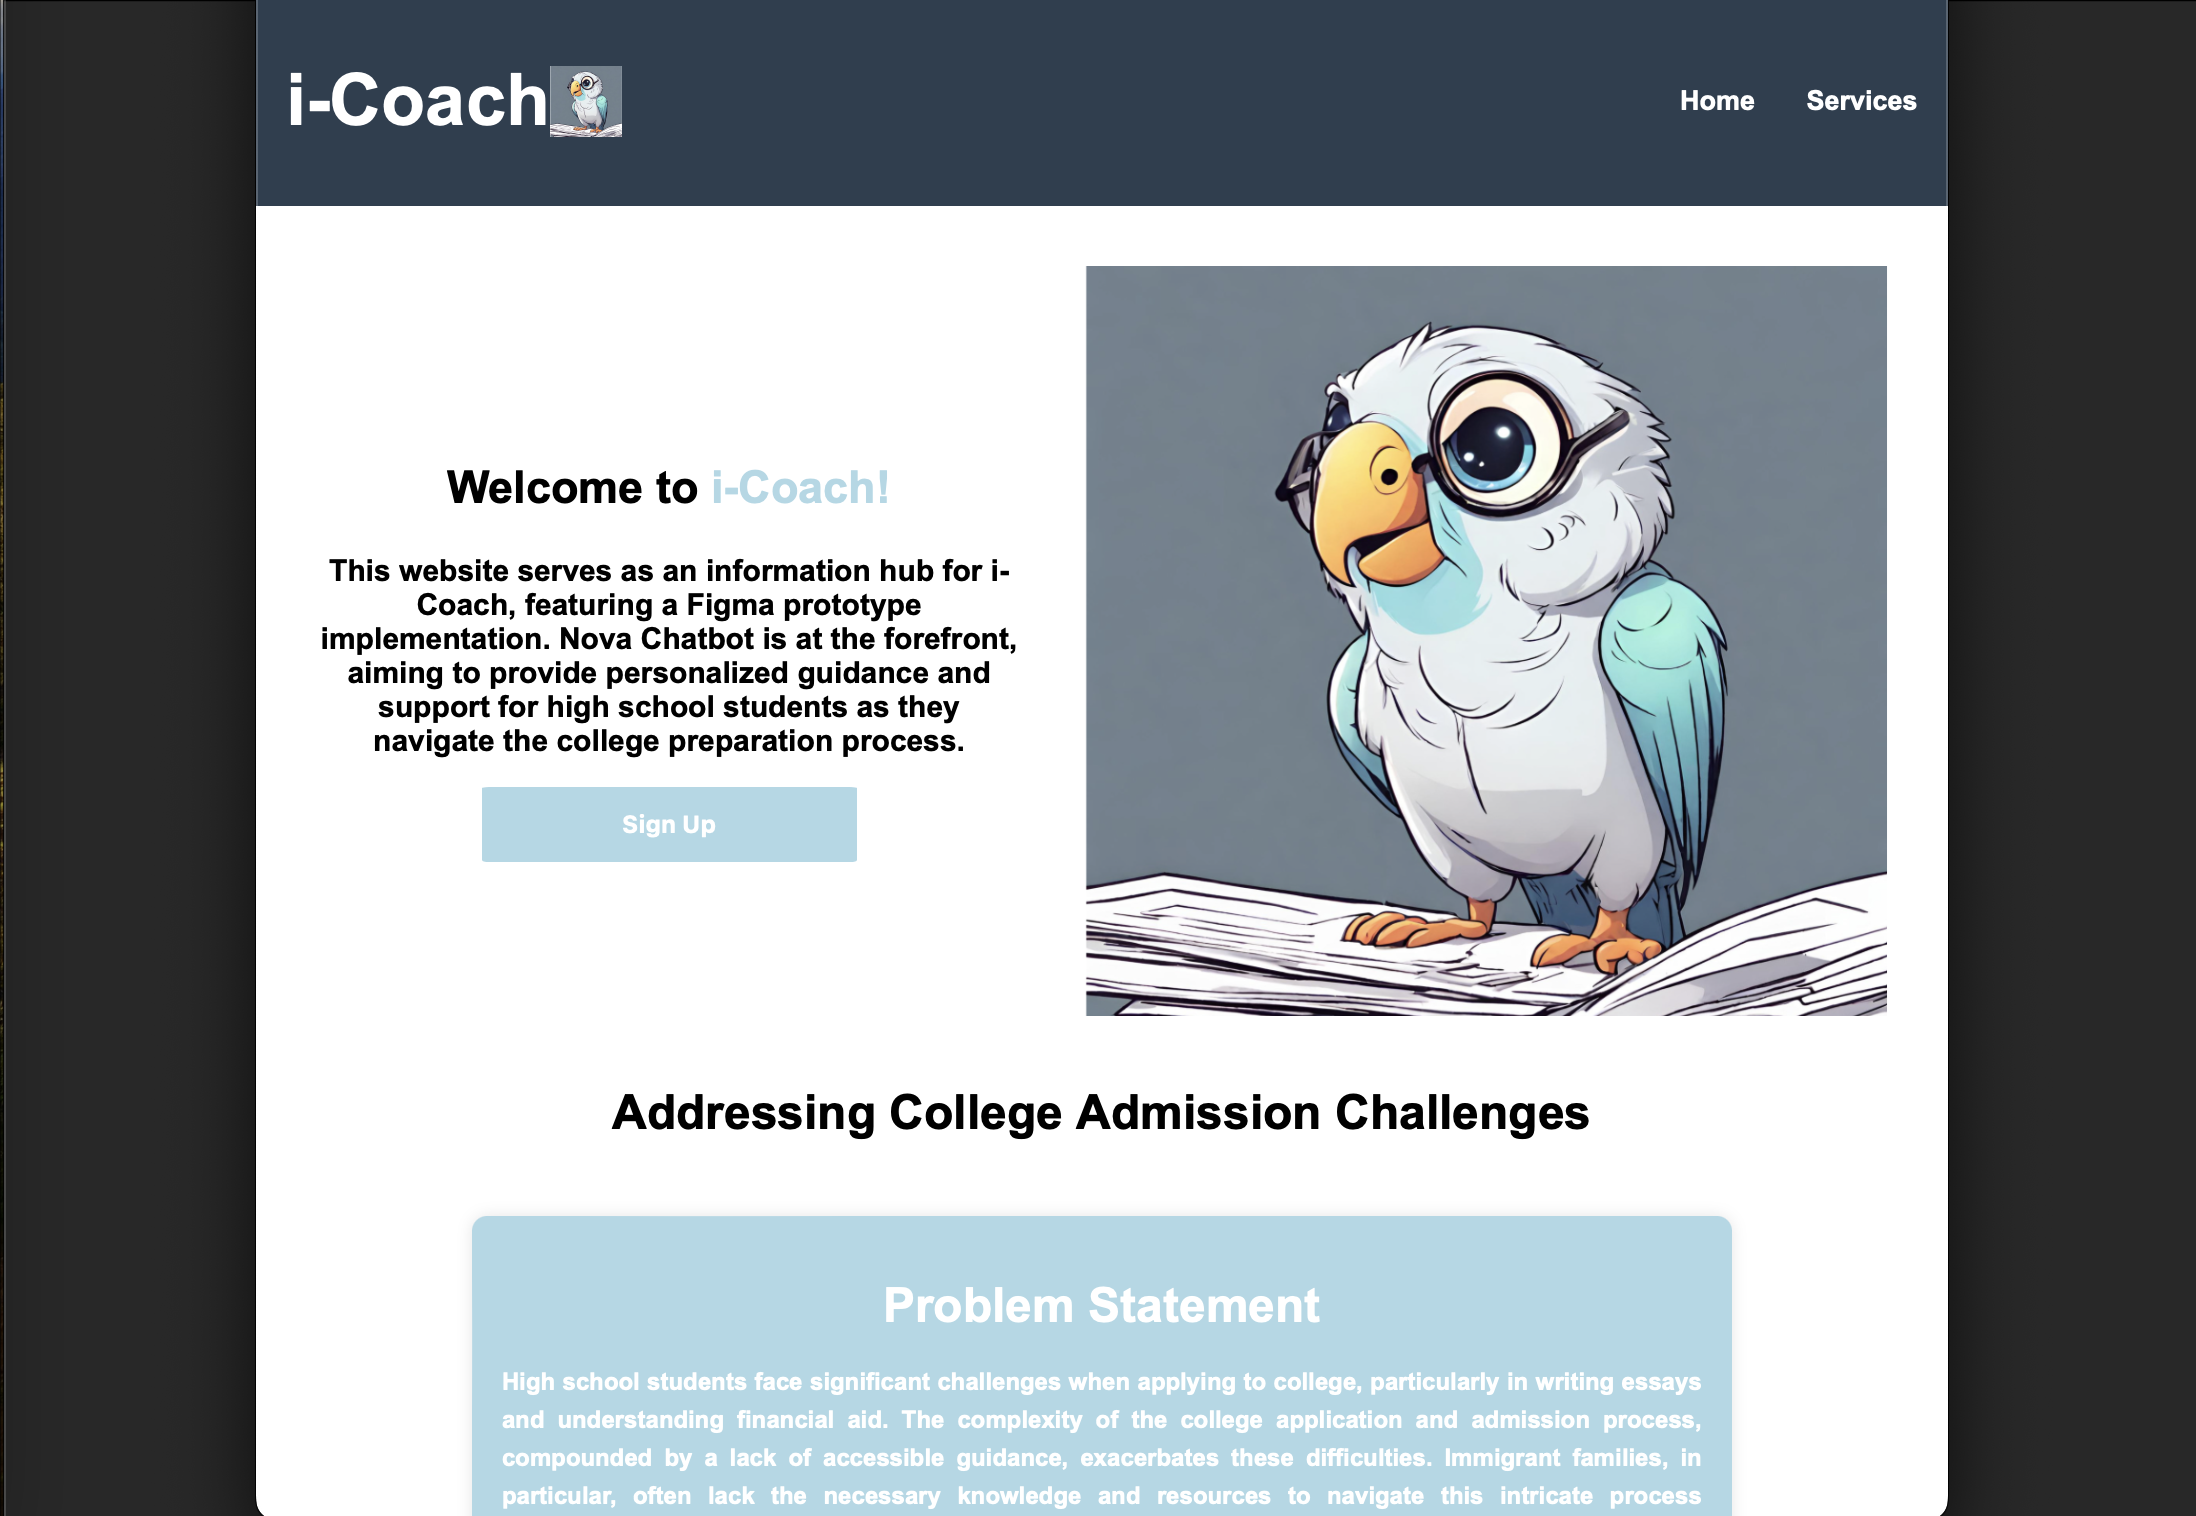 i-Coach
Home Services
Welcome to i-Coach!
This website serves as an information hub for i-
Coach, featuring a Figma prototype
implementation. Nova Chatbot is at the forefront,
aiming to provide personalized guidance and
support for high school students as they
navigate the college preparation process.
Sign Up
Addressing College Admission Challenges
Problem Statement
High school students face significant challenges when applying to college, particularly in writing essays
and understanding financial aid. The complexity of the college application and admission process,
compounded by a lack of accessible guidance, exacerbates these difficulties. Immigrant families, in
particular, often lack the necessary knowledge and resources to navigate this intricate process